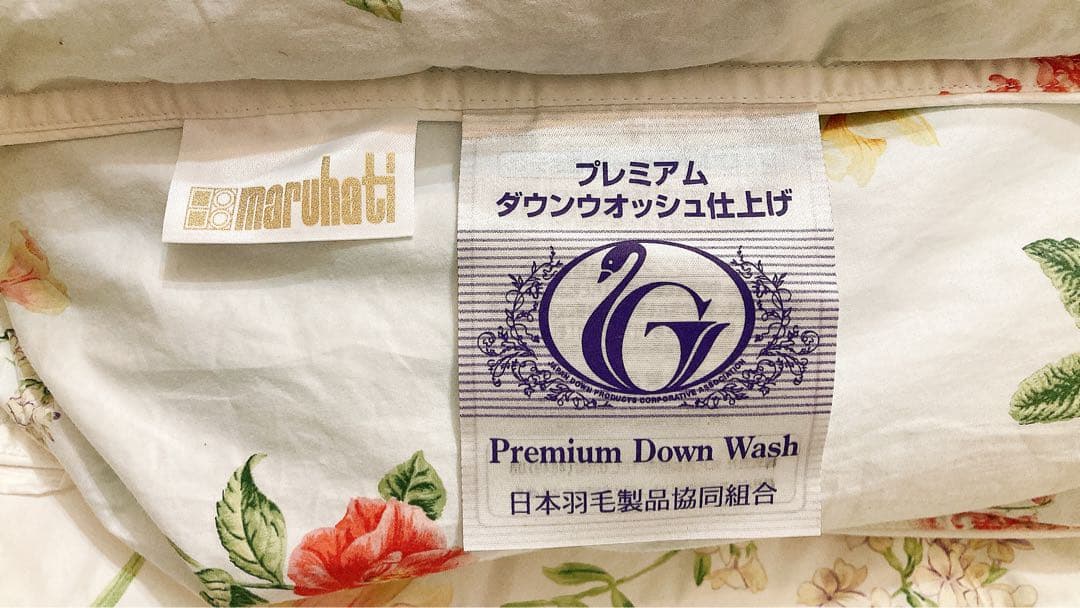 maruhati
プレミアム
ダウンウオッシュ仕上げ
G
JAPAN DOWN PRODUCTS CORPORATIVE ASSOCIATION
Premium Down Wash
日本羽毛製品協同組合